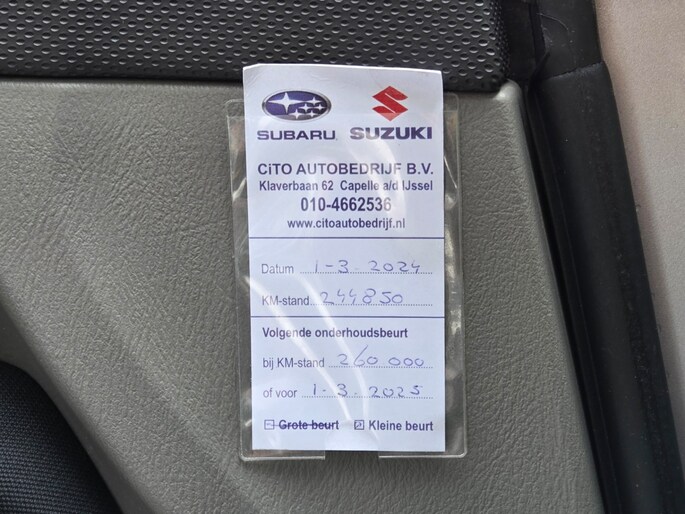 SUBARU SUZUKI
CiTO AUTOBEDRIJF B.V.
Klaverbaan 62 Capelle a/d IJssel
010-4662536
www.citoautobedrijf.nl
Datum 1-3.2024
KM-stand 244850
Volgende onderhoudsbeurt
bij KM-stand 260.000
of voor 1-3.2025
Grote beurt Kleine beurt